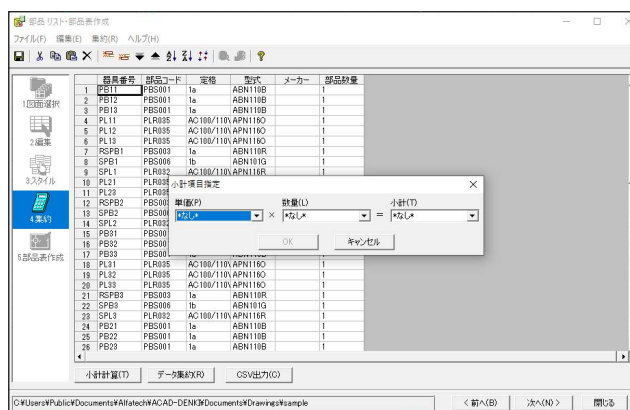 部品リスト・部品表作成
ファイル(F) 編集(E) 集約(R) ヘルプ(H)
器具番号 部品コード 定格 型式 メーカー 部品数量
1 PB11 PBS001 1a ABN110B 1
2 PB12 PBS001 1a ABN110B 1
3 PB13 PBS001 1a ABN110B 1
4 PL11 PLR035 AC100/110V APN116O 1
5 PL12 PLR035 AC100/110V APN116O 1
6 PL13 PLR035 AC100/110V APN116O 1
7 RSPB1 PBS003 1a ABN110R 1
8 SPB1 PBS006 1b ABN101G 1
9 SPL1 PLR032 AC100/110V APN116R 1
10 PL21 PLR035
11 PL23 PLR035
12 RSPB2 PBS00
13 SPB2 PBS00
14 SPL2 PLR032
15 PB31 PBS00
16 PB32 PBS00
17 PB33 PBS00
18 PL31 PLR035 AC100/110V APN116O 1
19 PL32 PLR035 AC100/110V APN116O 1
20 PL33 PLR035 AC100/110V APN116O 1
21 RSPB3 PBS003 1a ABN110R 1
22 SPB3 PBS006 1b ABN101G 1
23 SPL3 PLR032 AC100/110V APN116R 1
24 PB21 PBS001 1a ABN110B 1
25 PB22 PBS001 1a ABN110B 1
26 PB23 PBS001 1a ABN110B 1
1.図面選択
2.編集
3.スタイル
4.集約
5.部品表作成
小計項目指定
単価(P) 数量(L) 小計(T)
*なし* × *なし* = *なし*
OK キャンセル
小計計算(T) データ集約(R) CSV出力(O)
C:¥Users¥Public¥Documents¥Alfatech¥ACAD-DENKI¥Documents¥Drawings¥sample
< 前へ(B) 次へ(N) > 閉じる